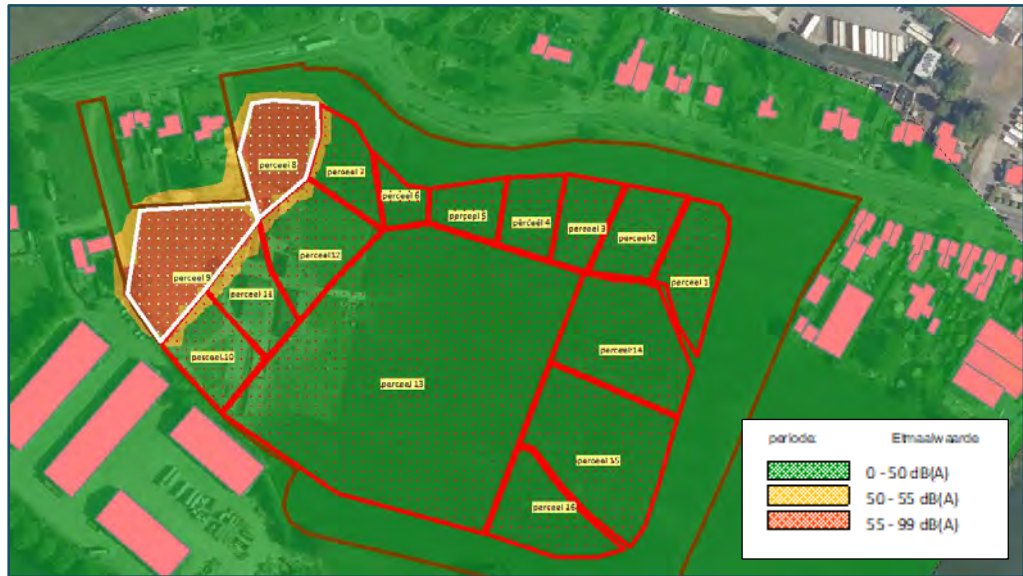 perceel 8
perceel 7
perceel 6
perceel 5
perceel 4
perceel 3
perceel 2
perceel 1
perceel 9
perceel 12
perceel 11
perceel 10
perceel 13
perceel 14
perceel 15
perceel 16
periode: Etmaalwaarde
0 - 50 dB(A)
50 - 55 dB(A)
55 - 99 dB(A)